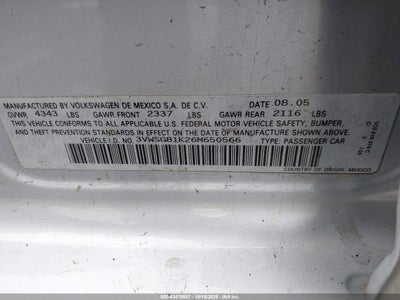 MANUFACTURED BY VOLKSWAGEN DE MEXICO S.A. DE C.V. DATE 08.05
GVWR 4343 LBS GAWR FRONT 2337 LBS GAWR REAR 2116 LBS
THIS VEHICLE CONFORMS TO ALL APPLICABLE U.S. FEDERAL MOTOR VEHICLE SAFETY, BUMPER,
AND THEFT PREVENTION STANDARDS IN EFFECT ON THE DATE OF MANUFACTURE SHOWN ABOVE.
VEHICLE I.D. 3VWSG81K26M650566 TYPE: PASSENGER CAR
COUNTRY OF ORIGIN, MEXICO